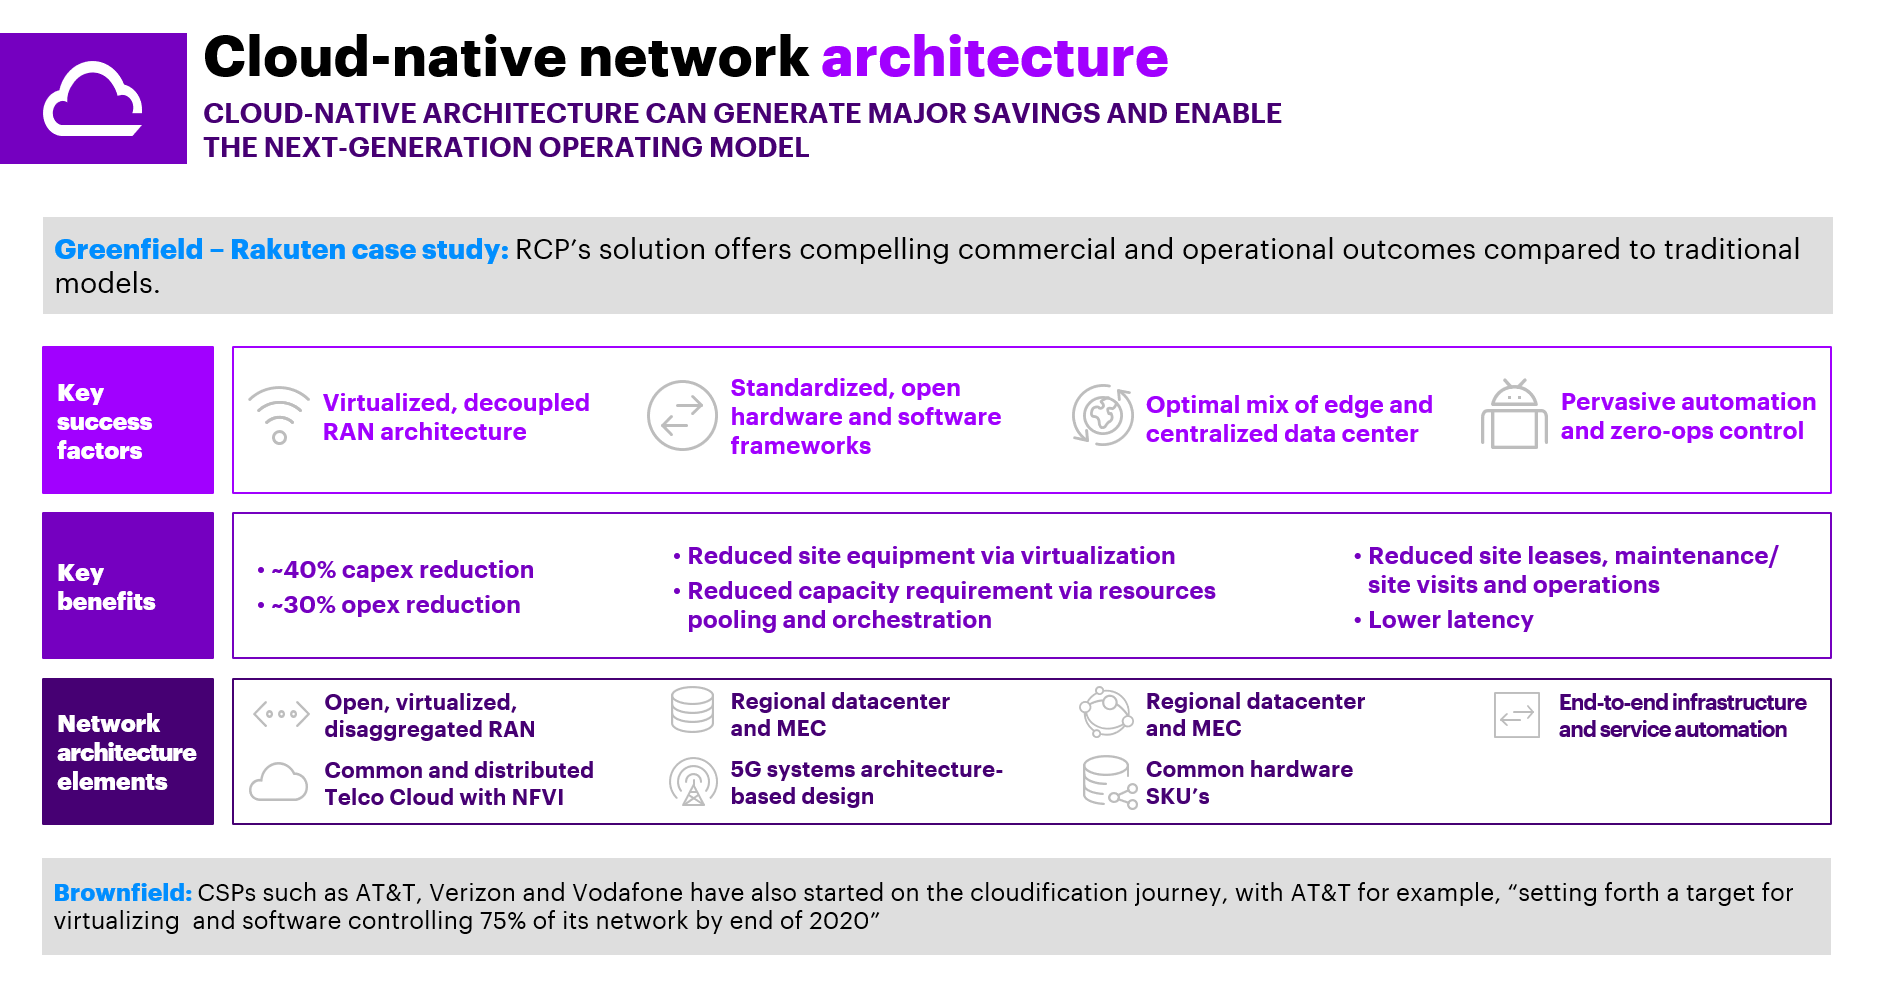 Cloud-native network architecture
CLOUD-NATIVE ARCHITECTURE CAN GENERATE MAJOR SAVINGS AND ENABLE
THE NEXT-GENERATION OPERATING MODEL
Greenfield – Rakuten case study: RCP’s solution offers compelling commercial and operational outcomes compared to traditional
models.
Key
success
factors
Virtualized, decoupled
RAN architecture
Standardized, open
hardware and software
frameworks
Optimal mix of edge and
centralized data center
Pervasive automation
and zero-ops control
Key
benefits
• ~40% capex reduction
• ~30% opex reduction
• Reduced site equipment via virtualization
• Reduced capacity requirement via resources
pooling and orchestration
• Reduced site leases, maintenance/
site visits and operations
• Lower latency
Network
architecture
elements
Open, virtualized,
disaggregated RAN
Regional datacenter
and MEC
Regional datacenter
and MEC
End-to-end infrastructure
and service automation
Common and distributed
Telco Cloud with NFVI
5G systems architecture-
based design
Common hardware
SKU’s
Brownfield: CSPs such as AT&T, Verizon and Vodafone have also started on the cloudification journey, with AT&T for example, “setting forth a target for
virtualizing  and software controlling 75% of its network by end of 2020”